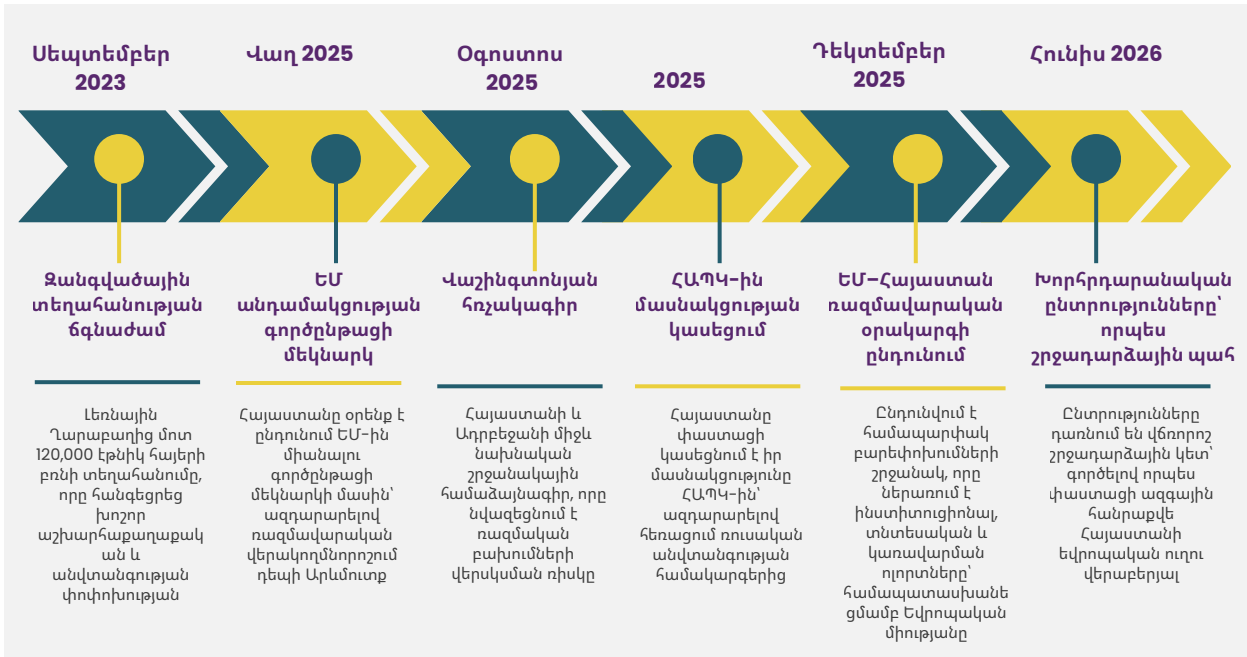 Սեպտեմբեր
2023
Վաղ 2025
Օգոստոս
2025
2025
Դեկտեմբեր
2025
Հունիս 2026
Զանգվածային
տեղահանության
ճգնաժամ
ԵՄ
անդամակցության
գործընթացի
մեկնարկ
Վաշինգտոնյան
հռչակագիր
ՀԱՊԿ-ին
մասնակցության
կասեցում
ԵՄ–Հայաստան
ռազմավարական
օրակարգի
ընդունում
Խորհրդարանական
ընտրությունները՝
որպես
շրջադարձային պահ
Լեռնային
Ղարաբաղից մոտ
120,000 էթնիկ հայերի
բռնի տեղահանումը,
որը հանգեցրեց
խոշոր
աշխարհաքաղաքակ
ան և
անվտանգության
փոփոխության
Հայաստանը օրենք է
ընդունում ԵՄ-ին
միանալու
գործընթացի
մեկնարկի մասին՝
ազդարարելով
ռազմավարական
վերակողմնորոշում
դեպի Արևմուտք
Հայաստանի և
Ադրբեջանի միջև
նախնական
շրջանակային
համաձայնագիր, որը
նվազեցնում է
ռազմական
բախումների
վերսկսման ռիսկը
Հայաստանը
փաստացի
կասեցնում է իր
մասնակցությունը
ՀԱՊԿ-ին՝
ազդարարելով
հեռացում ռուսական
անվտանգության
համակարգերից
Ընդունվում է
համապարփակ
բարեփոխումների
շրջանակ, որը
ներառում է
ինստիտուցիոնալ,
տնտեսական և
կառավարման
ոլորտները՝
համապատասխանե
ցմամբ Եվրոպական
միությանը
Ընտրությունները
դառնում են վճռորոշ
շրջադարձային կետ՝
գործելով որպես
փաստացի ազգային
հանրաքվե
Հայաստանի
եվրոպական ուղու
վերաբերյալ